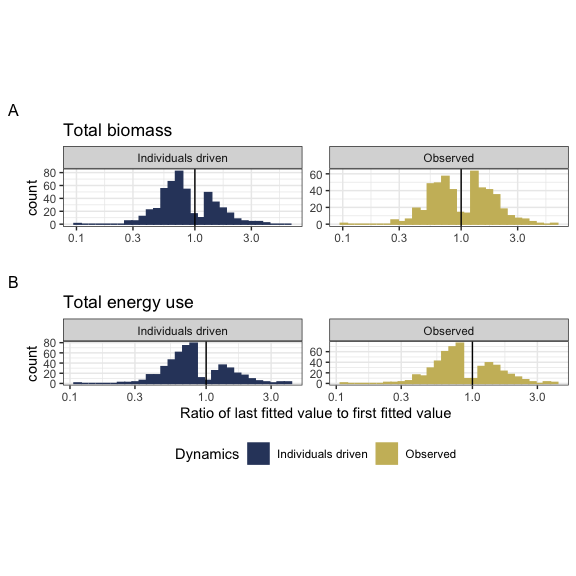 A
Total biomass
Individuals driven
Observed
count
80
60
40
20
0
60
40
20
0
0.1 0.3 1.0 3.0
0.1 0.3 1.0 3.0
B
Total energy use
Individuals driven
Observed
count
80
60
40
20
0
60
40
20
0
0.1 0.3 1.0 3.0
0.1 0.3 1.0 3.0
Ratio of last fitted value to first fitted value
Dynamics Individuals driven Observed